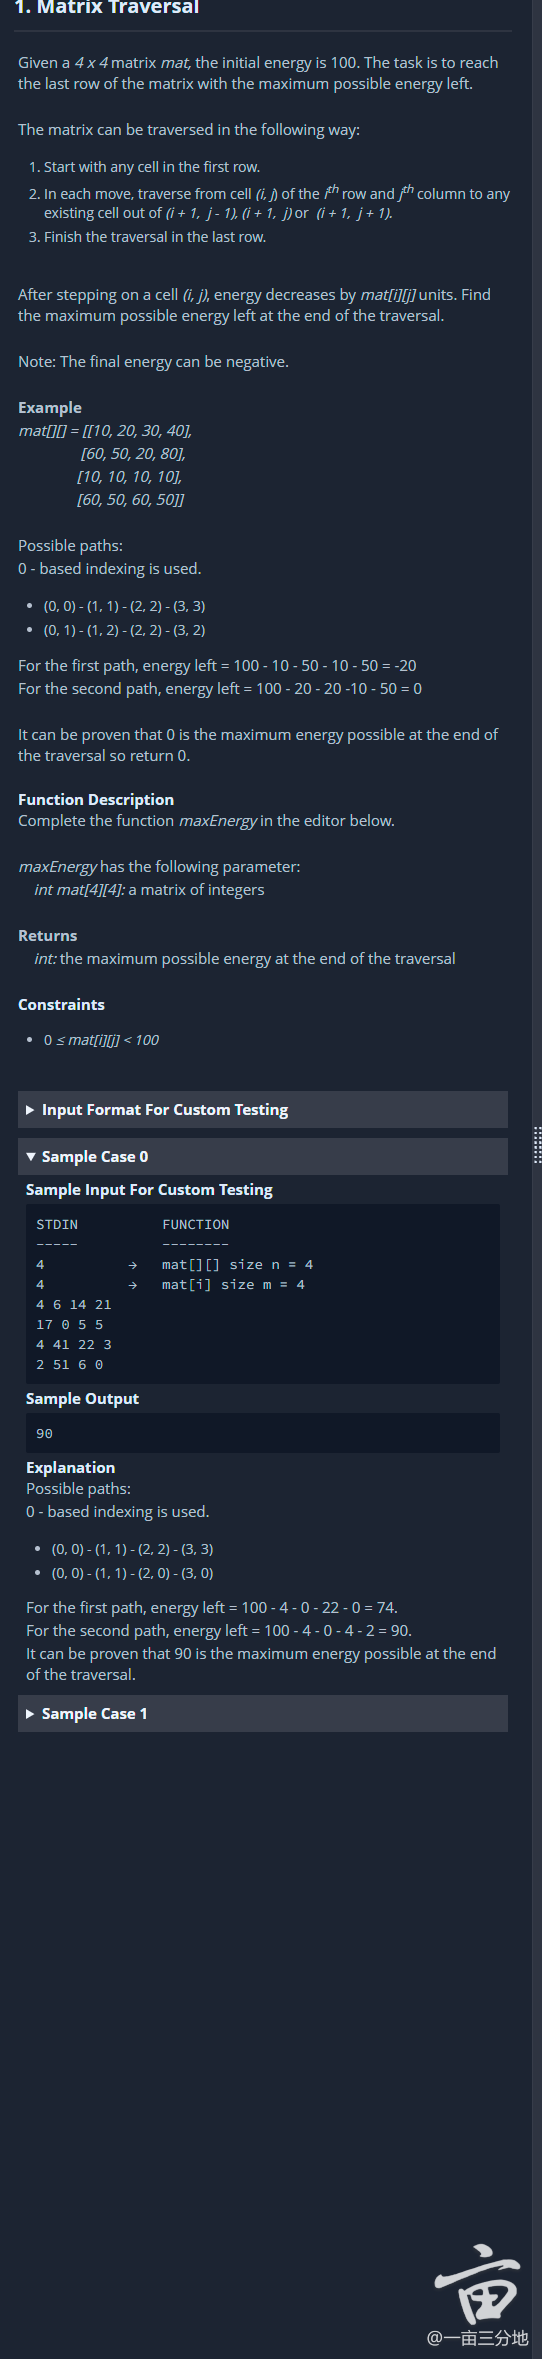 1. Matrix Traversal
Given a 4 x 4 matrix mat, the initial energy is 100. The task is to reach
the last row of the matrix with the maximum possible energy left.
The matrix can be traversed in the following way:
1. Start with any cell in the first row.
2. In each move, traverse from cell (i, j) of the ith row and jth column to any
existing cell out of (i + 1, j - 1), (i + 1, j) or (i + 1, j + 1).
3. Finish the traversal in the last row.
After stepping on a cell (i, j), energy decreases by mat[i][j] units. Find
the maximum possible energy left at the end of the traversal.
Note: The final energy can be negative.
Example
mat[][] = [[10, 20, 30, 40],
[60, 50, 20, 80],
[10, 10, 10, 10],
[60, 50, 60, 50]]
Possible paths:
0 - based indexing is used.
• (0, 0) - (1, 1) - (2, 2) - (3, 3)
• (0, 1) - (1, 2) - (2, 2) - (3, 2)
For the first path, energy left = 100 - 10 - 50 - 10 - 50 = -20
For the second path, energy left = 100 - 20 - 20 -10 - 50 = 0
It can be proven that 0 is the maximum energy possible at the end of
the traversal so return 0.
Function Description
Complete the function maxEnergy in the editor below.
maxEnergy has the following parameter:
int mat[4][4]: a matrix of integers
Returns
int: the maximum possible energy at the end of the traversal
Constraints
• 0 ≤ mat[i][j] < 100
▶ Input Format For Custom Testing
▼ Sample Case 0
Sample Input For Custom Testing
STDIN FUNCTION
----- --------
4 → mat[][] size n = 4
4 → mat[i] size m = 4
4 6 14 21
17 0 5 5
4 41 22 3
2 51 6 0
Sample Output
90
Explanation
Possible paths:
0 - based indexing is used.
• (0, 0) - (1, 1) - (2, 2) - (3, 3)
• (0, 0) - (1, 1) - (2, 0) - (3, 0)
For the first path, energy left = 100 - 4 - 0 - 22 - 0 = 74.
For the second path, energy left = 100 - 4 - 0 - 4 - 2 = 90.
It can be proven that 90 is the maximum energy possible at the end
of the traversal.
▶ Sample Case 1
亩
@一亩三分地